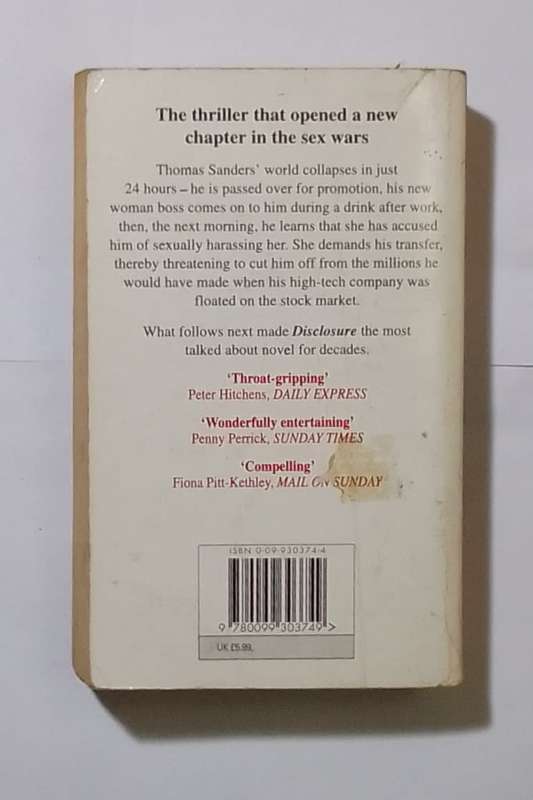 The thriller that opened a new
chapter in the sex wars
Thomas Sanders' world collapses in just
24 hours – he is passed over for promotion, his new
woman boss comes on to him during a drink after work,
then, the next morning, he learns that she has accused
him of sexually harassing her. She demands his transfer,
thereby threatening to cut him off from the millions he
would have made when his high-tech company was
floated on the stock market.
What follows next made Disclosure the most
talked about novel for decades.
'Throat-gripping'
Peter Hitchens, DAILY EXPRESS
'Wonderfully entertaining'
Penny Perrick, SUNDAY TIMES
'Compelling'
Fiona Pitt-Kethley, MAIL ON SUNDAY
ISBN 0-09-930374-4
9 780099 303749 >
UK £5.99